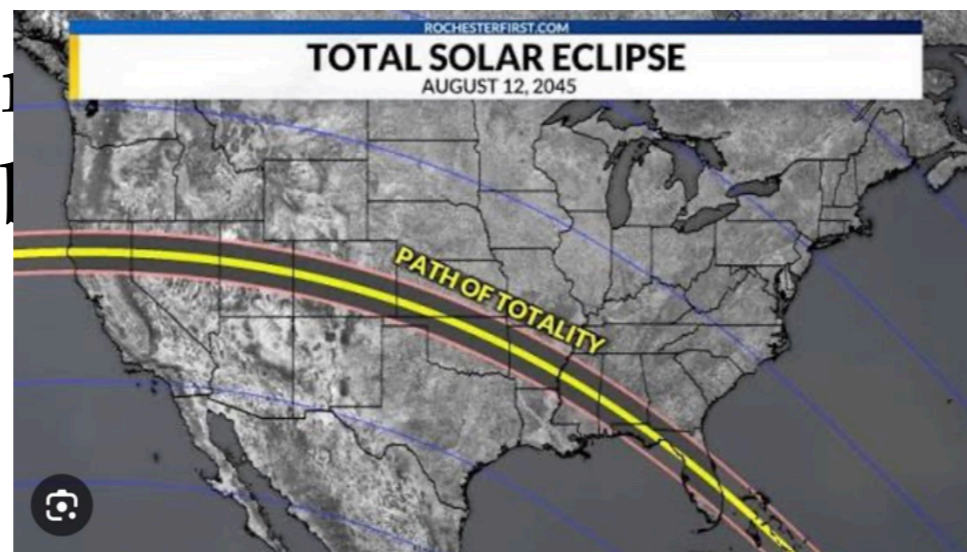 ROCHESTERFIRST.COM
TOTAL SOLAR ECLIPSE
AUGUST 12, 2045
PATH OF TOTALITY